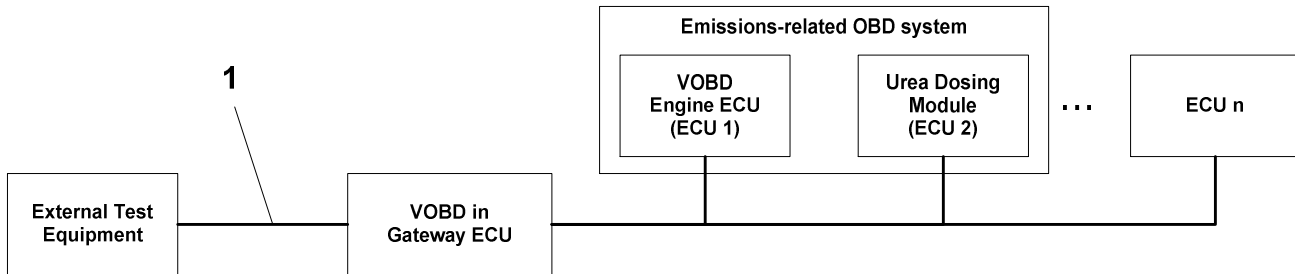 Emissions-related OBD system
VOBD
Engine ECU
(ECU 1)
Urea Dosing
Module
(ECU 2)
...
ECU n
1
External Test
Equipment
VOBD in
Gateway ECU